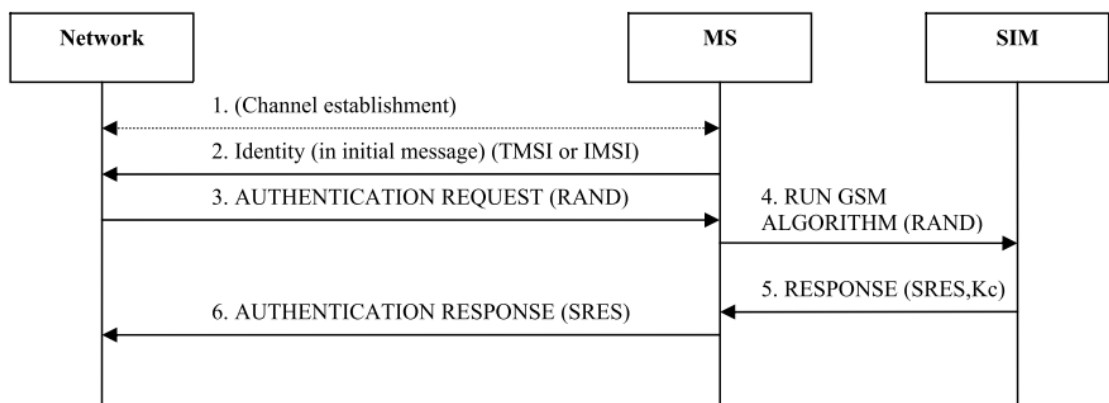 Network
MS
SIM
1. (Channel establishment)
2. Identity (in initial message) (TMSI or IMSI)
3. AUTHENTICATION REQUEST (RAND)
4. RUN GSM
ALGORITHM (RAND)
5. RESPONSE (SRES,Kc)
6. AUTHENTICATION RESPONSE (SRES)